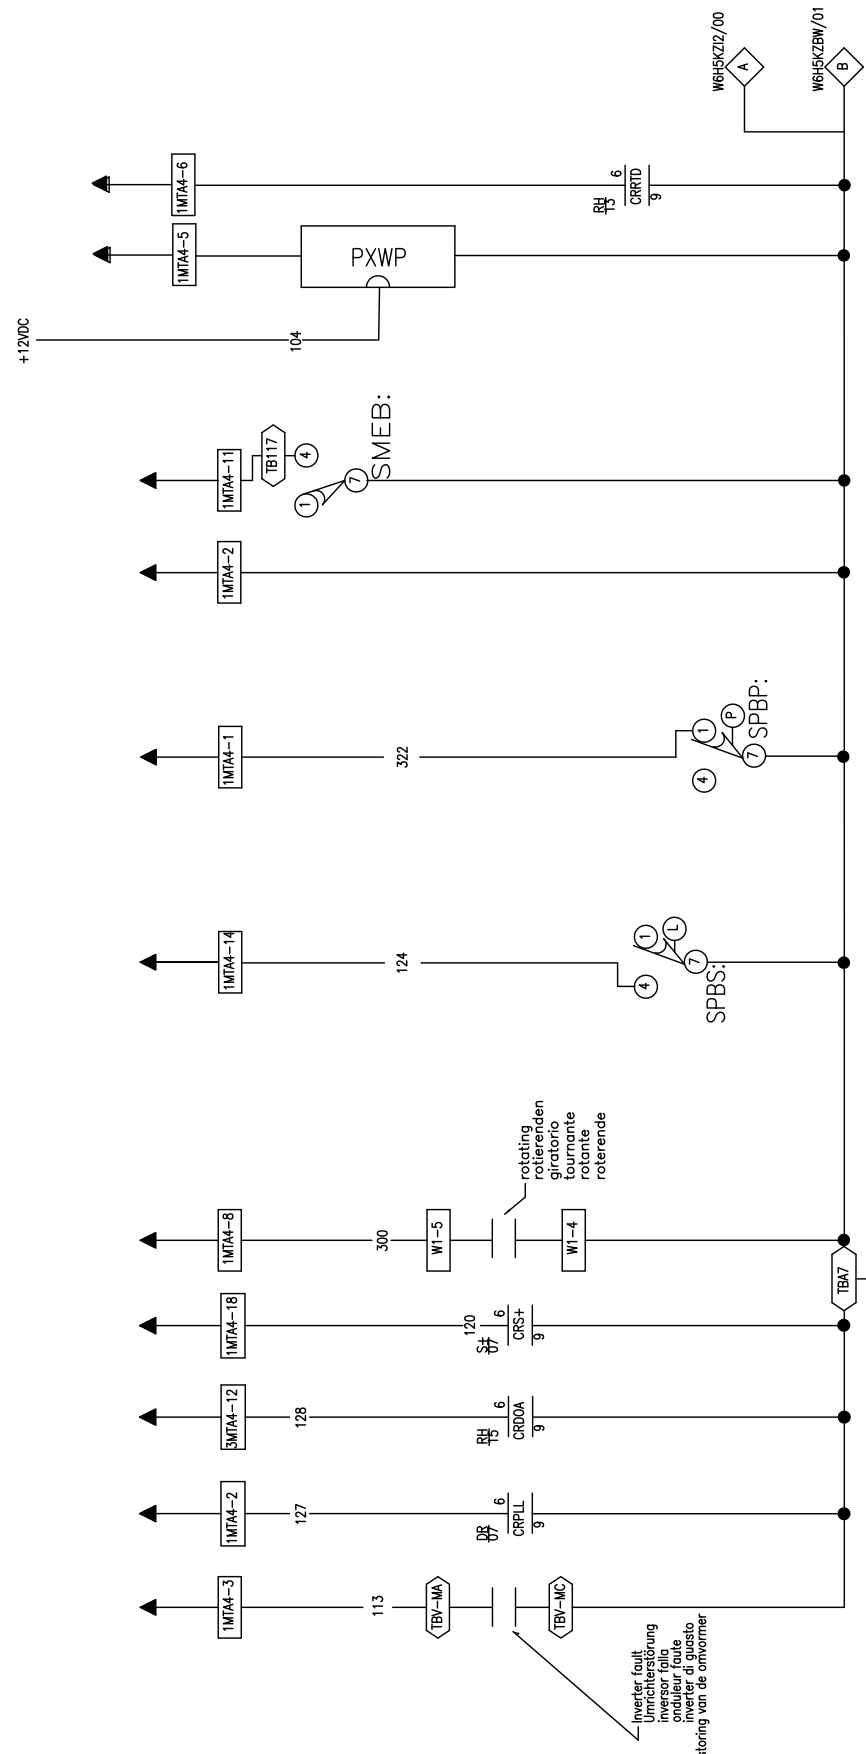 W6H5KZI2/00
A
W6H5KZBW/01
B
1MTA4-6
6
CRRTD
9
RH
13
1MTA4-5
PXWP
+12VDC
104
1MTA4-11
TB117
4
1
7
SMEB:
1MTA4-2
1MTA4-1
322
1
P
7
4
SPBP:
1MTA4-14
124
1
L
7
4
SPBS:
rotating
rotierenden
giratorio
tournante
rotante
roterende
1MTA4-8
300
W1-5
W1-4
TBA7
1MTA4-18
120
6
CRS+
9
S+
07
3MTA4-12
128
6
CRDOA
9
RH
15
1MTA4-2
127
6
CRPLL
9
DR
07
1MTA4-3
113
TBV-MA
TBV-MC
Inverter fault
Umrichterstörung
inversor falla
onduleur faute
inverter di guasto
storing van de omvormer